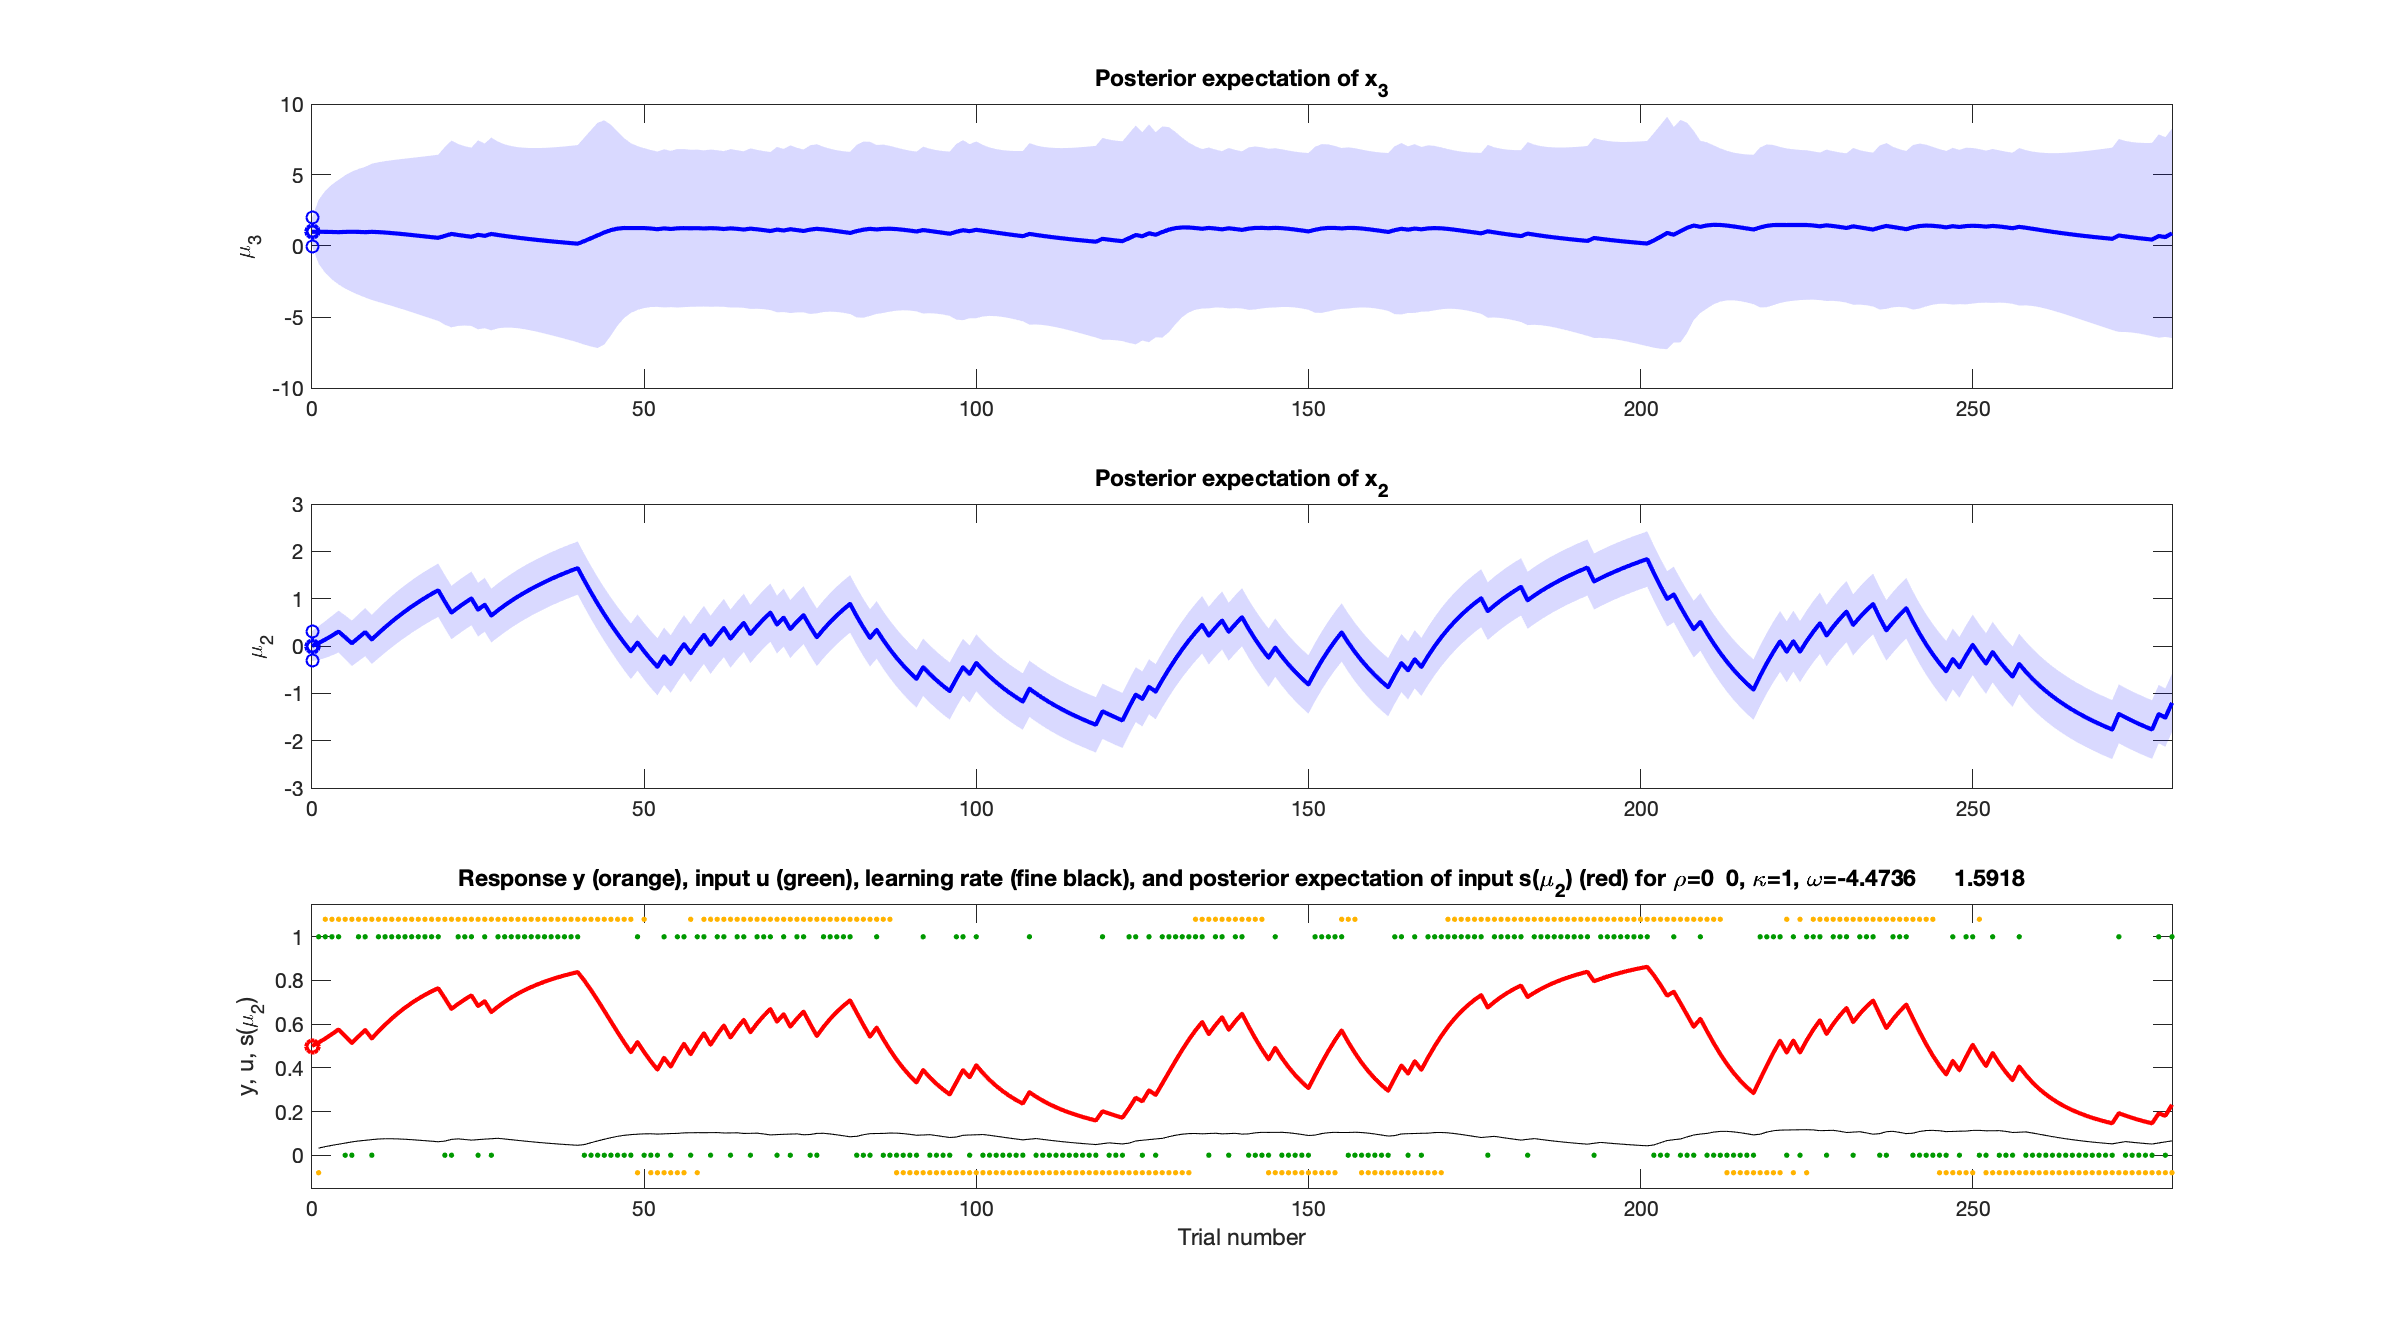 Posterior expectation of x3
10
5
0
-5
-10
μ3
0 50 100 150 200 250
Posterior expectation of x2
3
2
1
0
-1
-2
-3
μ2
0 50 100 150 200 250
Response y (orange), input u (green), learning rate (fine black), and posterior expectation of input s(μ2) (red) for ρ=0 0, κ=1, ω=-4.4736 1.5918
1
0.8
0.6
0.4
0.2
0
y, u, s(μ2)
0 50 100 150 200 250
Trial number